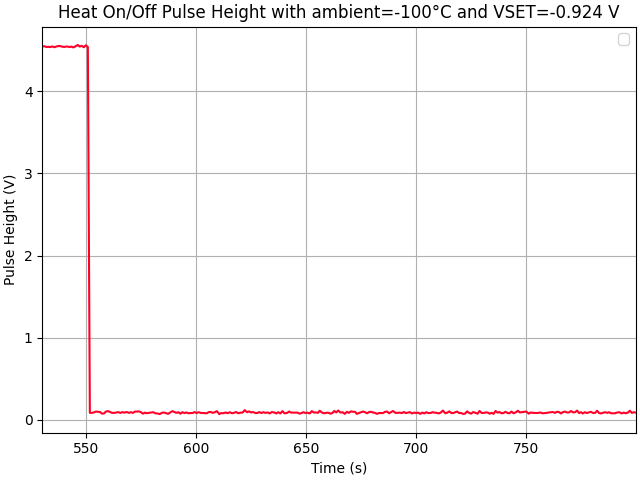 Heat On/Off Pulse Height with ambient=-100°C and VSET=-0.924 V
Pulse Height (V)
4
3
2
1
0
550 600 650 700 750
Time (s)